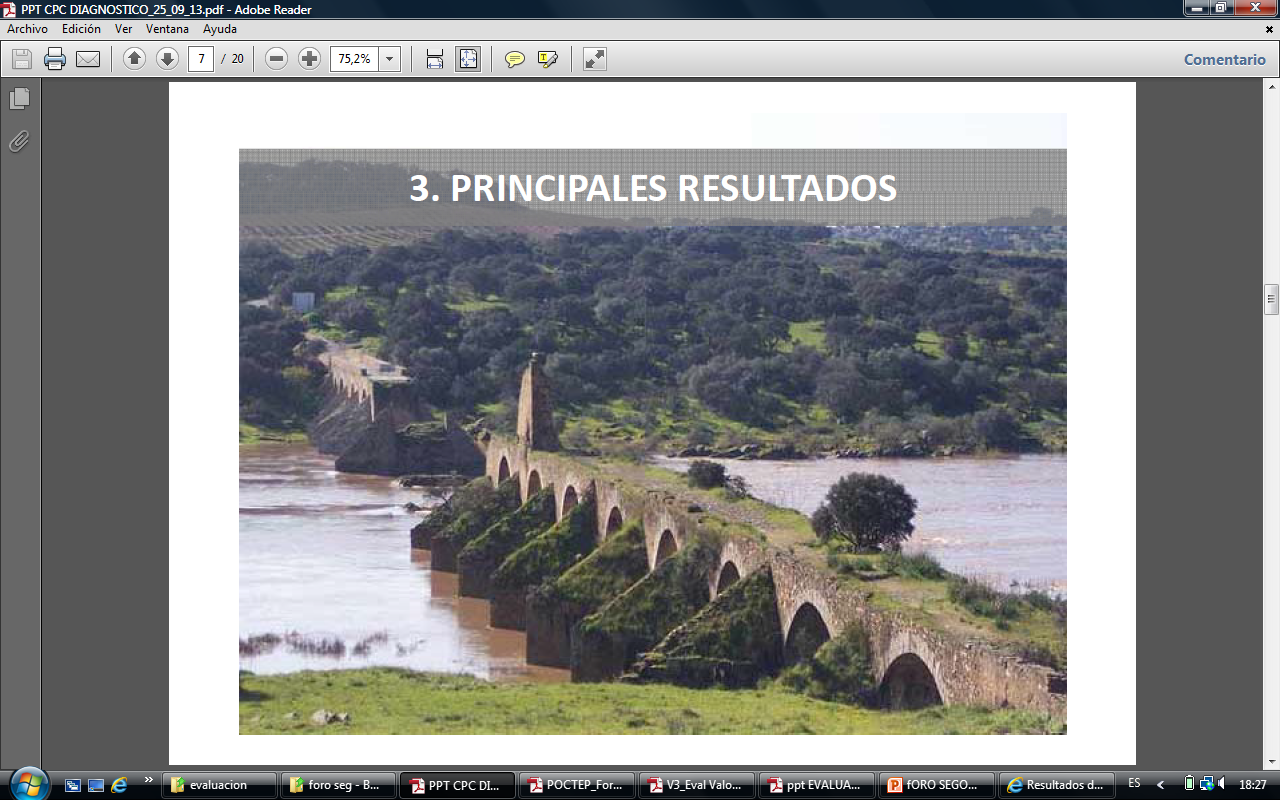 PPT CPC DIAGNOSTICO_25_09_13.pdf - Adobe Reader
Archivo Edición Ver Ventana Ayuda
7 / 20 75,2% Comentario
3. PRINCIPALES RESULTADOS
evaluacion foro seg - B... PPT CPC DI... POCTEP_For... V3_Eval Valo... ppt EVALUA... fORO SEGO... Resultados d... ES 18:27